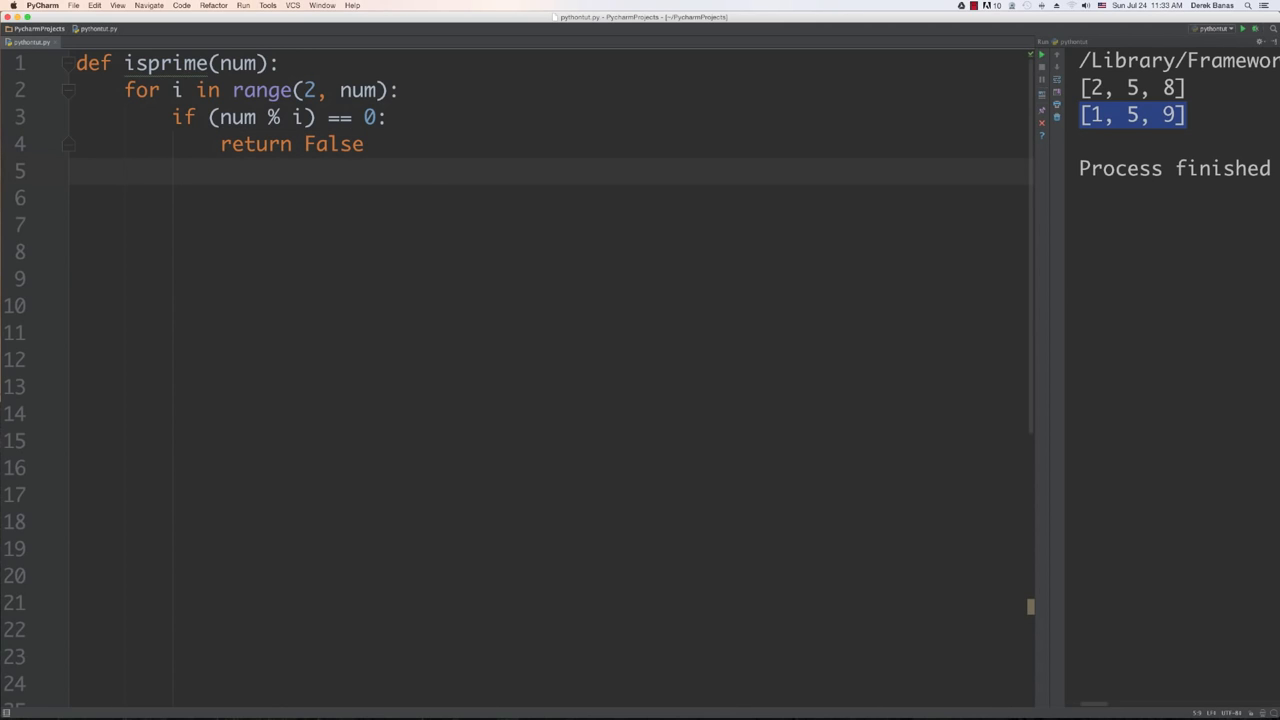 PyCharm File Edit View Navigate Code Refactor Run Tools VCS Window Help
10 Sun Jul 24 11:33 AM Derek Banas
pythontut.py - PycharmProjects - [~/PycharmProjects]
PycharmProjects pythontut.py
pythontut
pythontut.py
Run pythontut
1 def isprime(num):
2 for i in range(2, num):
3 if (num % i) == 0:
4 return False
5
6
7
8
9
10
11
12
13
14
15
16
17
18
19
20
21
22
23
24
/Library/Framewor
[2, 5, 8]
[1, 5, 9]
Process finished
5:9 LF÷ UTF-8÷